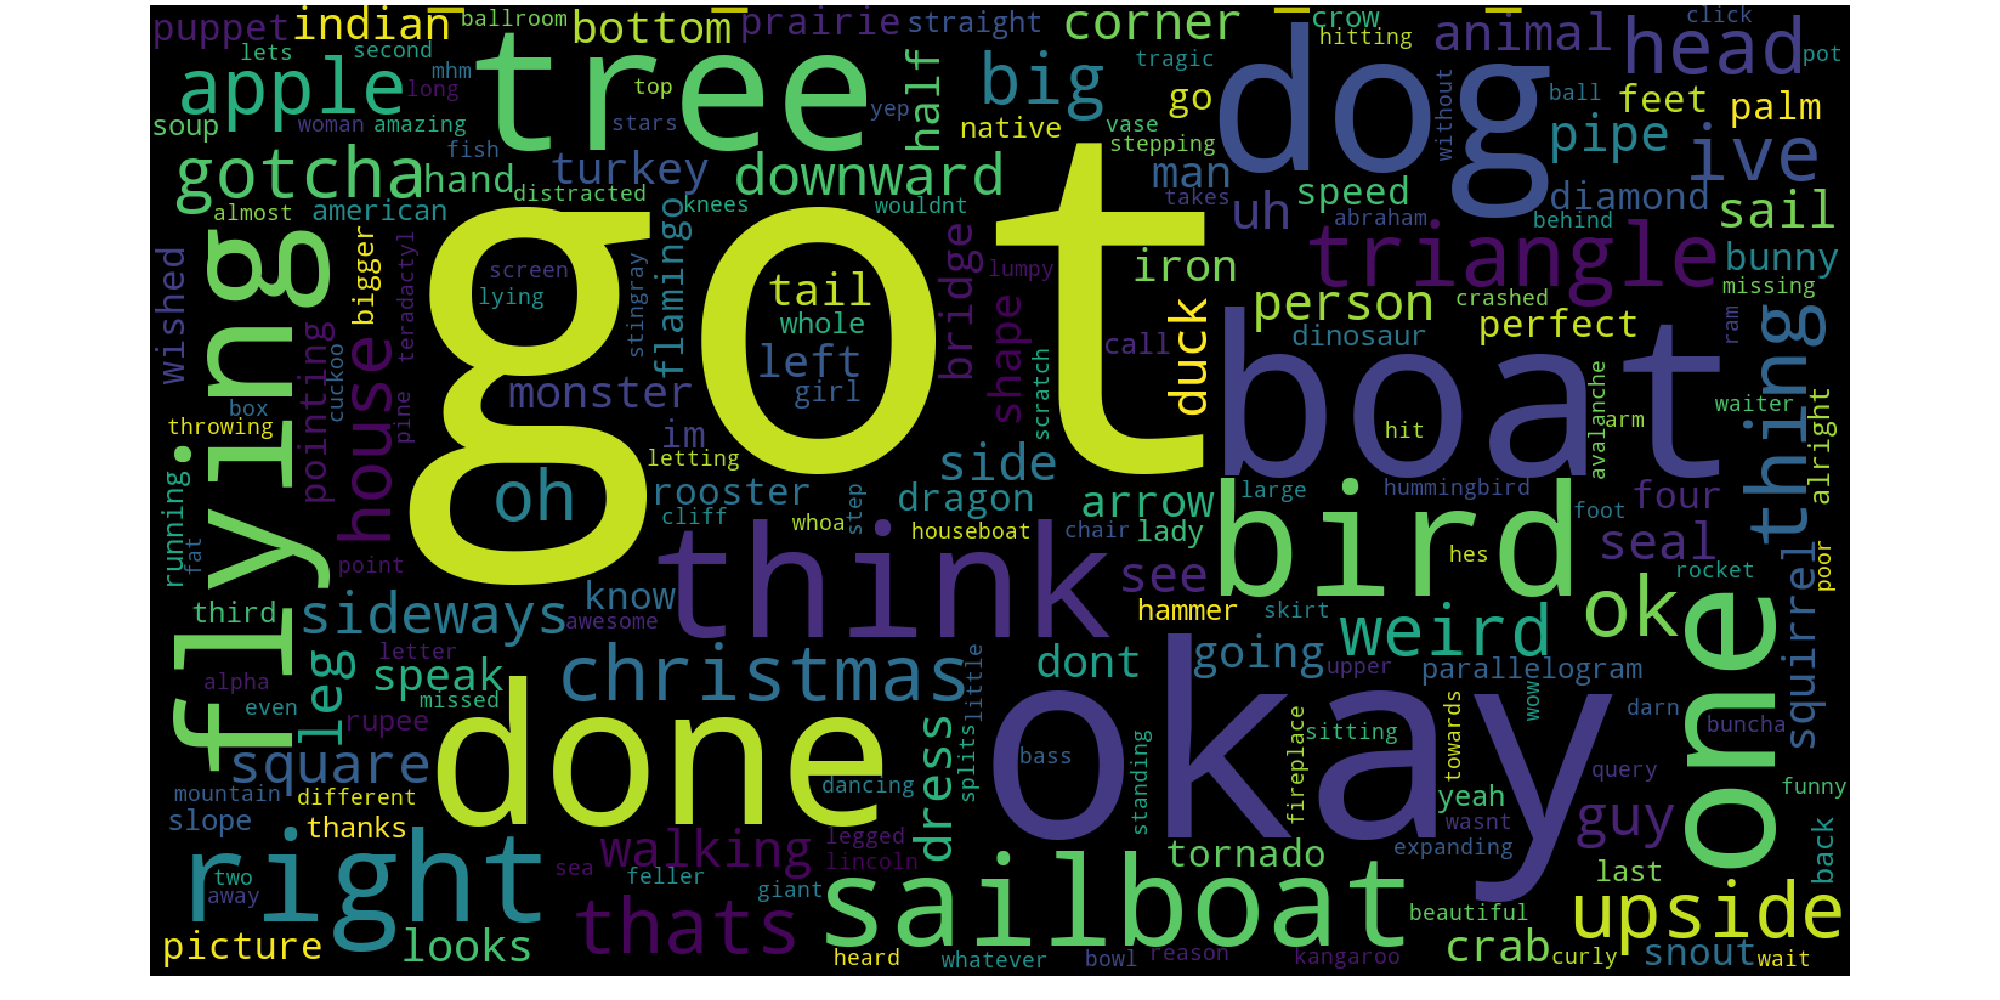 puppet
indian
ballroom
bottom
prairie
straight
corner
crow
hitting
animal
click
head
pot
lets
second
mhm
long
apple
tree
top
yep
half
big
tragic
go
dog
without
ball
feet
palm
soup
woman
amazing
stars
native
vase
stepping
pipe
ive
gotcha
fish
hand
turkey
distracted
downward
man
takes
uh
speed
abraham
diamond
behind
sail
almost
american
knees
wouldnt
got
triangle
bunny
missing
wished
flying
bigger
teradactyl
screen
lying
stingray
flamingo
tail
whole
left
girl
bridge
lumpy
shape
iron
call
duck
person
dinosaur
crashed
perfect
ram
thing
pointing
cuckoo
house
pine
monster
im
letting
scratch
boat
hit
avalanche
arm
waiter
alright
box
throwing
running
fat
oh
rooster
cliff
whoa
step
side
dragon
houseboat
arrow
chair
lady
large
hummingbird
bird
hes
foot
four
seal
rocket
squirrel
poor
point
third
sideways
know
awesome
think
see
hammer
skirt
weird
ok
one
letter
leg
speak
missed
alpha
even
rupee
christmas
little
dont
going
upper
parallelogram
towards
wow
darn
buncha
square
mountain
different
slope
thanks
done
dancing
dress
splits
bass
okay
standing
fireplace
sitting
query
yeah
wasnt
guy
funny
expanding
right
two
away
sea
walking
feller
legged
lincoln
giant
tornado
last
back
picture
looks
thats
sailboat
beautiful
upside
heard
whatever
bowl
reason
kangaroo
crab
curly
snout
wait